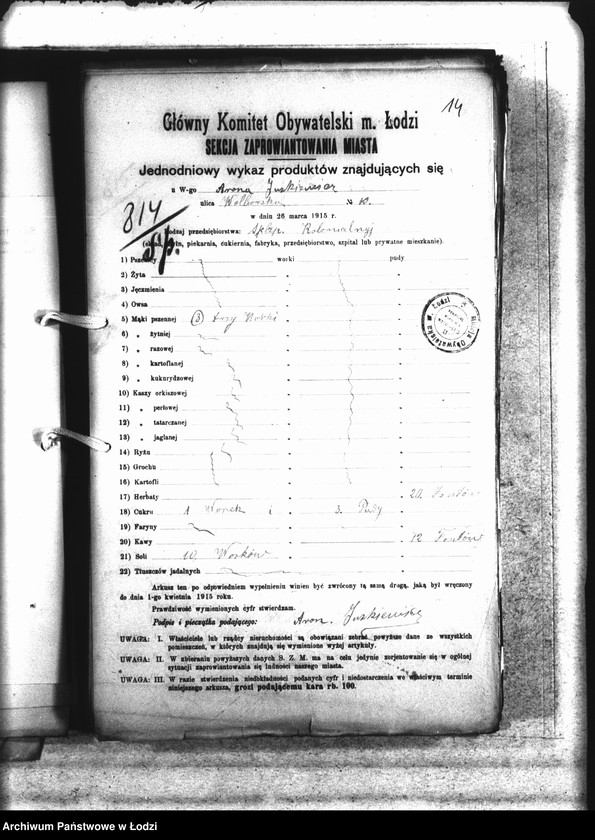 14
Główny Komitet Obywatelski m. Łodzi
SEKCJA ZAPROWIANTOWANIA MIASTA
Jednodniowy wykaz produktów znajdujących się
u W-go Arona
ulica Wolborska № 10.
814
w dniu 26 marca 1915 r.
Rodzaj przedsiębiorstwa: Sklep Kolonialnyj
piekarnia, cukiernia, fabryka, przedsiębiorstwo, szpital lub prywatne mieszkanie).
1) Pszenicy worki pudy
2) Żyta
3) Jęczmienia
4) Owsa
5) Mąki pszennej (3) trzy Worki
6) „ żytniej
7) „ razowej
8) „ kartoflanej
9) „ kukurydzowej
10) Kaszy orkiszowej
11) „ perłowej
12) „ tatarczanej
13) „ jaglanej
14) Ryżu
15) Grochu
16) Kartofli
17) Herbaty 20. Funtów
18) Cukru 1 Worek i 3. Pudy
19) Faryny
20) Kawy 12 Funtów
21) Soli 10 Worków
22) Tłuszczów jadalnych
Arkusz ten po odpowiedniem wypełnieniu winien być zwrócony tą samą drogą, jaką był wręczony
do dnia 1-go kwietnia 1915 roku.
Prawdziwość wymienionych cyfr stwierdzam.
Podpis i pieczątka podającego: Aron
UWAGA: I. Właściciele lub rządcy nieruchomości są obowiązani zebrać powyższe dane ze wszystkich
pomieszczeń, w których znajdują się wymienione wyżej artykuły.
UWAGA: II. W zbieraniu powyższych danych S. Z. M. ma na celu jedynie zorjentowanie się w ogólnej
sytuacji zaprowiantowania się ludności naszego miasta.
UWAGA: III. W razie stwierdzenia niedbkładności podanych cyfr i niedostarczenia we właściwym terminie
niniejszego arkusza, grozi podającemu kara rb. 100.
Archiwum Państwowe w Łodzi